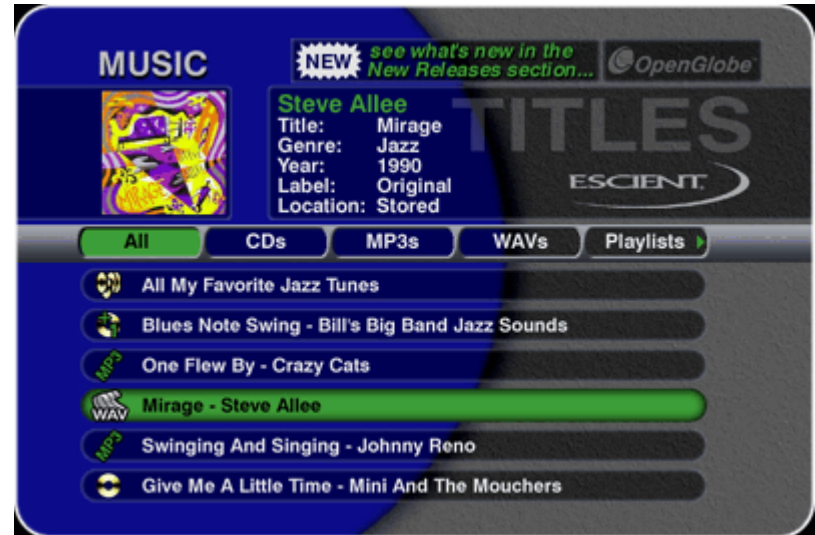 MUSIC
NEW see what's new in the
New Releases section...
OpenGlobe
Steve Allee
Title: Mirage
Genre: Jazz
Year: 1990
Label: Original
Location: Stored
TITLES
ESCIENT.
MIRAGE
All CDs MP3s WAVs Playlists
All My Favorite Jazz Tunes
Blues Note Swing - Bill's Big Band Jazz Sounds
MP3 One Flew By - Crazy Cats
WAV Mirage - Steve Allee
MP3 Swinging And Singing - Johnny Reno
Give Me A Little Time - Mini And The Mouchers